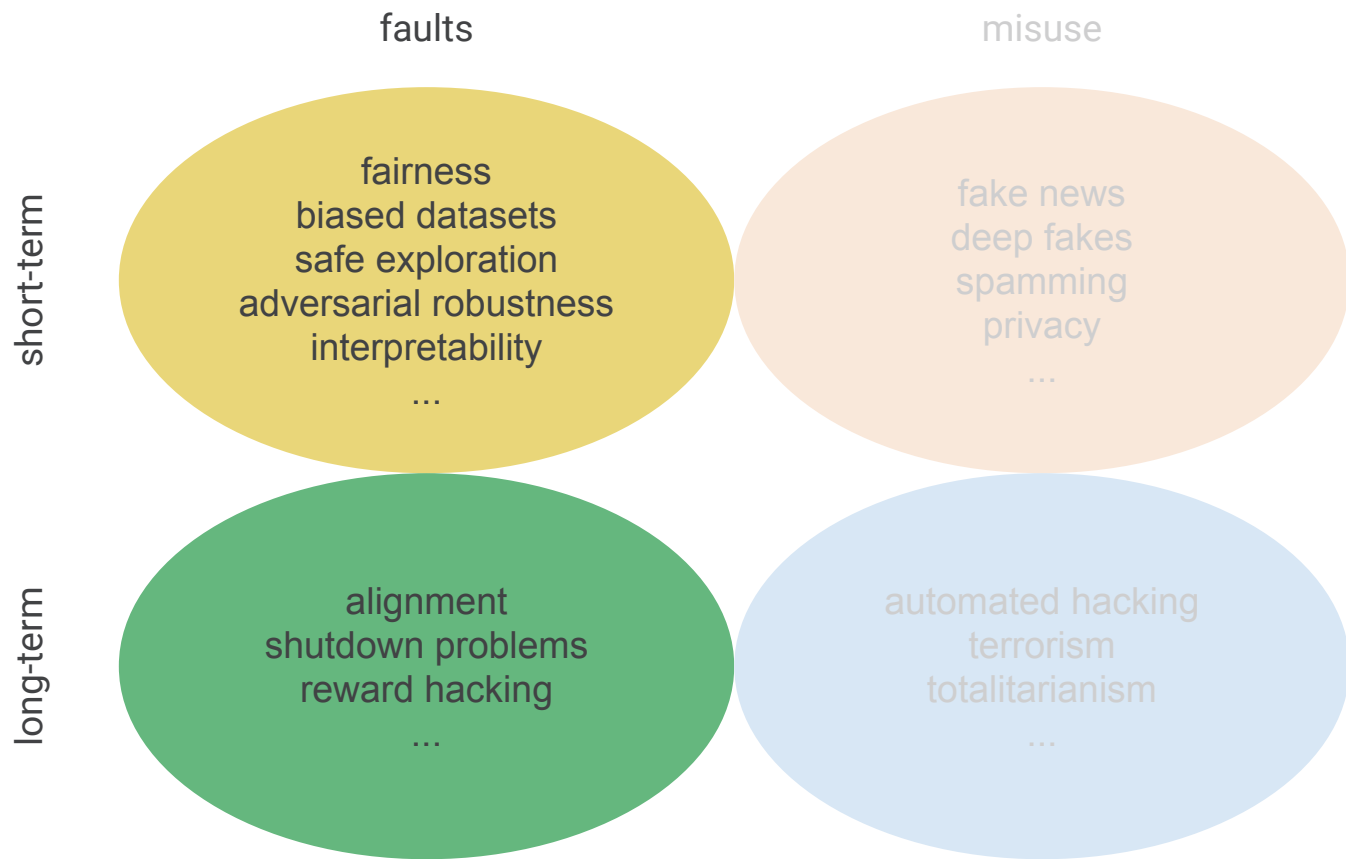 faults
misuse
short-term
fairness
biased datasets
safe exploration
adversarial robustness
interpretability
...
fake news
deep fakes
spamming
privacy
...
long-term
alignment
shutdown problems
reward hacking
...
automated hacking
terrorism
totalitarianism
...